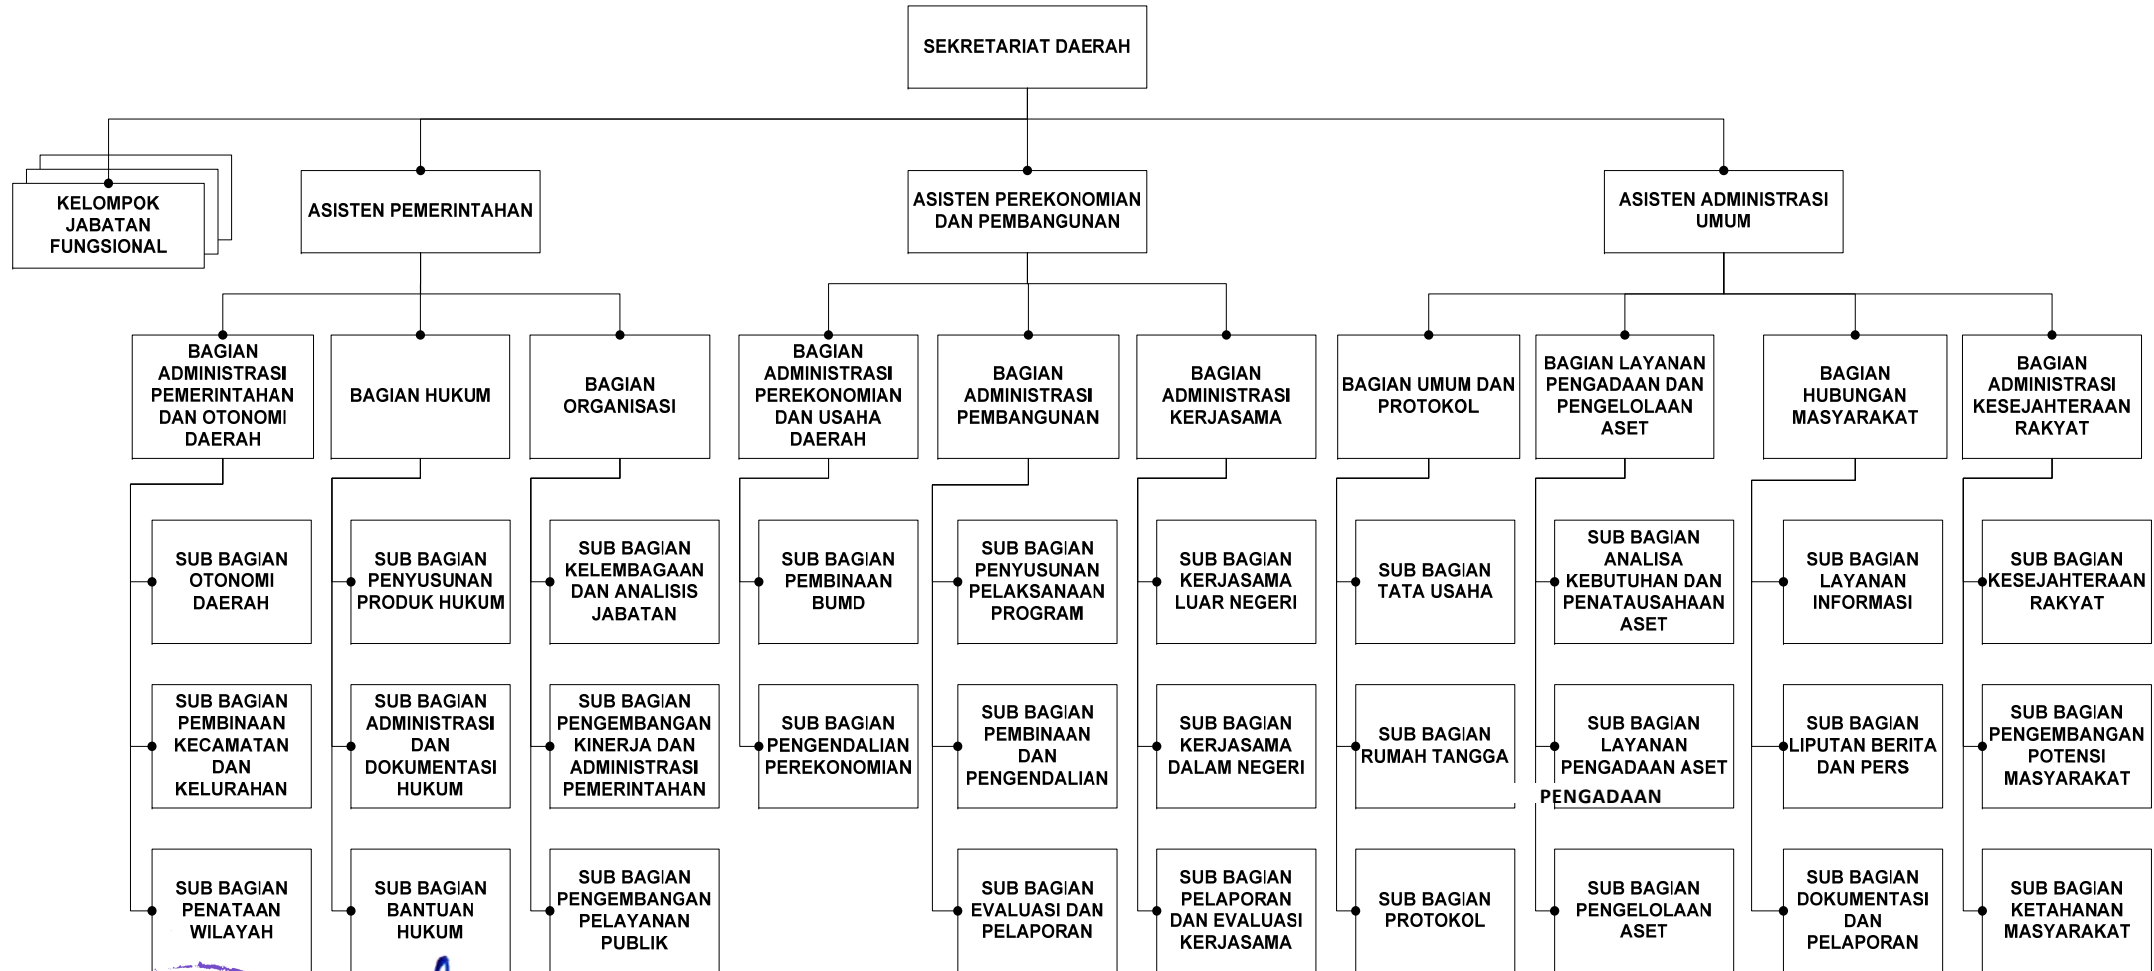 SEKRETARIAT DAERAH
KELOMPOK
JABATAN
FUNGSIONAL
ASISTEN PEMERINTAHAN
ASISTEN PEREKONOMIAN
DAN PEMBANGUNAN
ASISTEN ADMINISTRASI
UMUM
BAGIAN
ADMINISTRASI
PEMERINTAHAN
DAN OTONOMI
DAERAH
BAGIAN HUKUM
BAGIAN
ORGANISASI
BAGIAN
ADMINISTRASI
PEREKONOMIAN
DAN USAHA
DAERAH
BAGIAN
ADMINISTRASI
PEMBANGUNAN
BAGIAN
ADMINISTRASI
KERJASAMA
BAGIAN UMUM DAN
PROTOKOL
BAGIAN LAYANAN
PENGADAAN DAN
PENGELOLAAN
ASET
BAGIAN
HUBUNGAN
MASYARAKAT
BAGIAN
ADMINISTRASI
KESEJAHTERAAN
RAKYAT
SUB BAGIAN
OTONOMI
DAERAH
SUB BAGIAN
PENYUSUNAN
PRODUK HUKUM
SUB BAGIAN
KELEMBAGAAN
DAN ANALISIS
JABATAN
SUB BAGIAN
PEMBINAAN
BUMD
SUB BAGIAN
PENYUSUNAN
PELAKSANAAN
PROGRAM
SUB BAGIAN
KERJASAMA
LUAR NEGERI
SUB BAGIAN
TATA USAHA
SUB BAGIAN
ANALISA
KEBUTUHAN DAN
PENATAUSAHAAN
ASET
SUB BAGIAN
LAYANAN
INFORMASI
SUB BAGIAN
KESEJAHTERAAN
RAKYAT
SUB BAGIAN
PEMBINAAN
KECAMATAN
DAN
KELURAHAN
SUB BAGIAN
ADMINISTRASI
DAN
DOKUMENTASI
HUKUM
SUB BAGIAN
PENGEMBANGAN
KINERJA DAN
ADMINISTRASI
PEMERINTAHAN
SUB BAGIAN
PENGENDALIAN
PEREKONOMIAN
SUB BAGIAN
PEMBINAAN
DAN
PENGENDALIAN
SUB BAGIAN
KERJASAMA
DALAM NEGERI
SUB BAGIAN
RUMAH TANGGA
SUB BAGIAN
LAYANAN
PENGADAAN ASET
PENGADAAN
SUB BAGIAN
LIPUTAN BERITA
DAN PERS
SUB BAGIAN
PENGEMBANGAN
POTENSI
MASYARAKAT
SUB BAGIAN
PENATAAN
WILAYAH
SUB BAGIAN
BANTUAN
HUKUM
SUB BAGIAN
PENGEMBANGAN
PELAYANAN
PUBLIK
SUB BAGIAN
EVALUASI DAN
PELAPORAN
SUB BAGIAN
PELAPORAN
DAN EVALUASI
KERJASAMA
SUB BAGIAN
PROTOKOL
SUB BAGIAN
PENGELOLAAN
ASET
SUB BAGIAN
DOKUMENTASI
DAN
PELAPORAN
SUB BAGIAN
KETAHANAN
MASYARAKAT